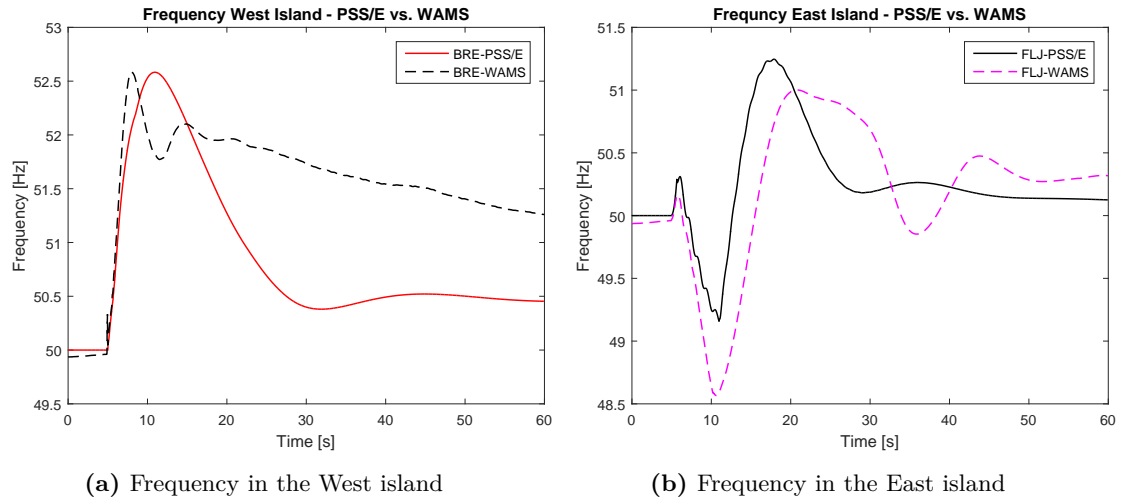 Frequency West Island - PSS/E vs. WAMS
53
52.5
52
51.5
51
50.5
50
49.5
Frequency [Hz]
BRE-PSS/E
BRE-WAMS
0 10 20 30 40 50 60
Time [s]
(a) Frequency in the West island
Frequncy East Island - PSS/E vs. WAMS
51.5
51
50.5
50
49.5
49
48.5
Frequency [Hz]
FLJ-PSS/E
FLJ-WAMS
0 10 20 30 40 50 60
Time [s]
(b) Frequency in the East island